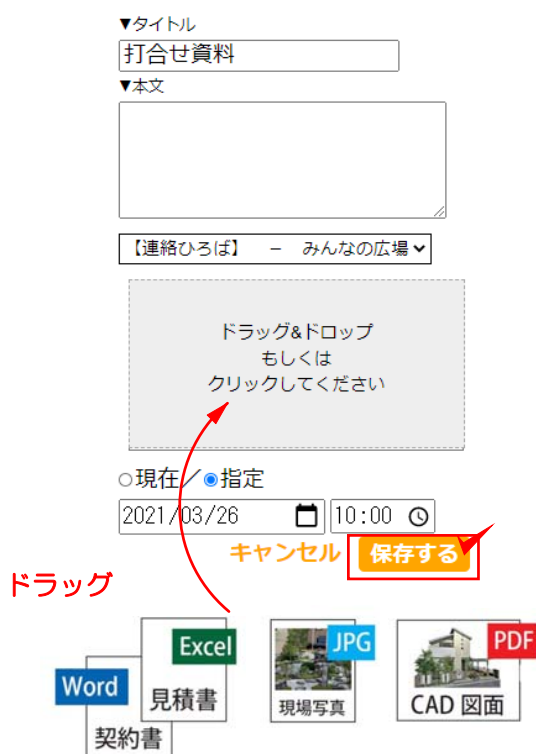 ▼タイトル
打合せ資料
▼本文
【連絡ひろば】　－　みんなの広場
ドラッグ&ドロップ
もしくは
クリックしてください
現在／指定
2021/03/26 10:00
キャンセル 保存する
ドラッグ
Excel JPG PDF
Word 見積書 現場写真 CAD 図面
契約書